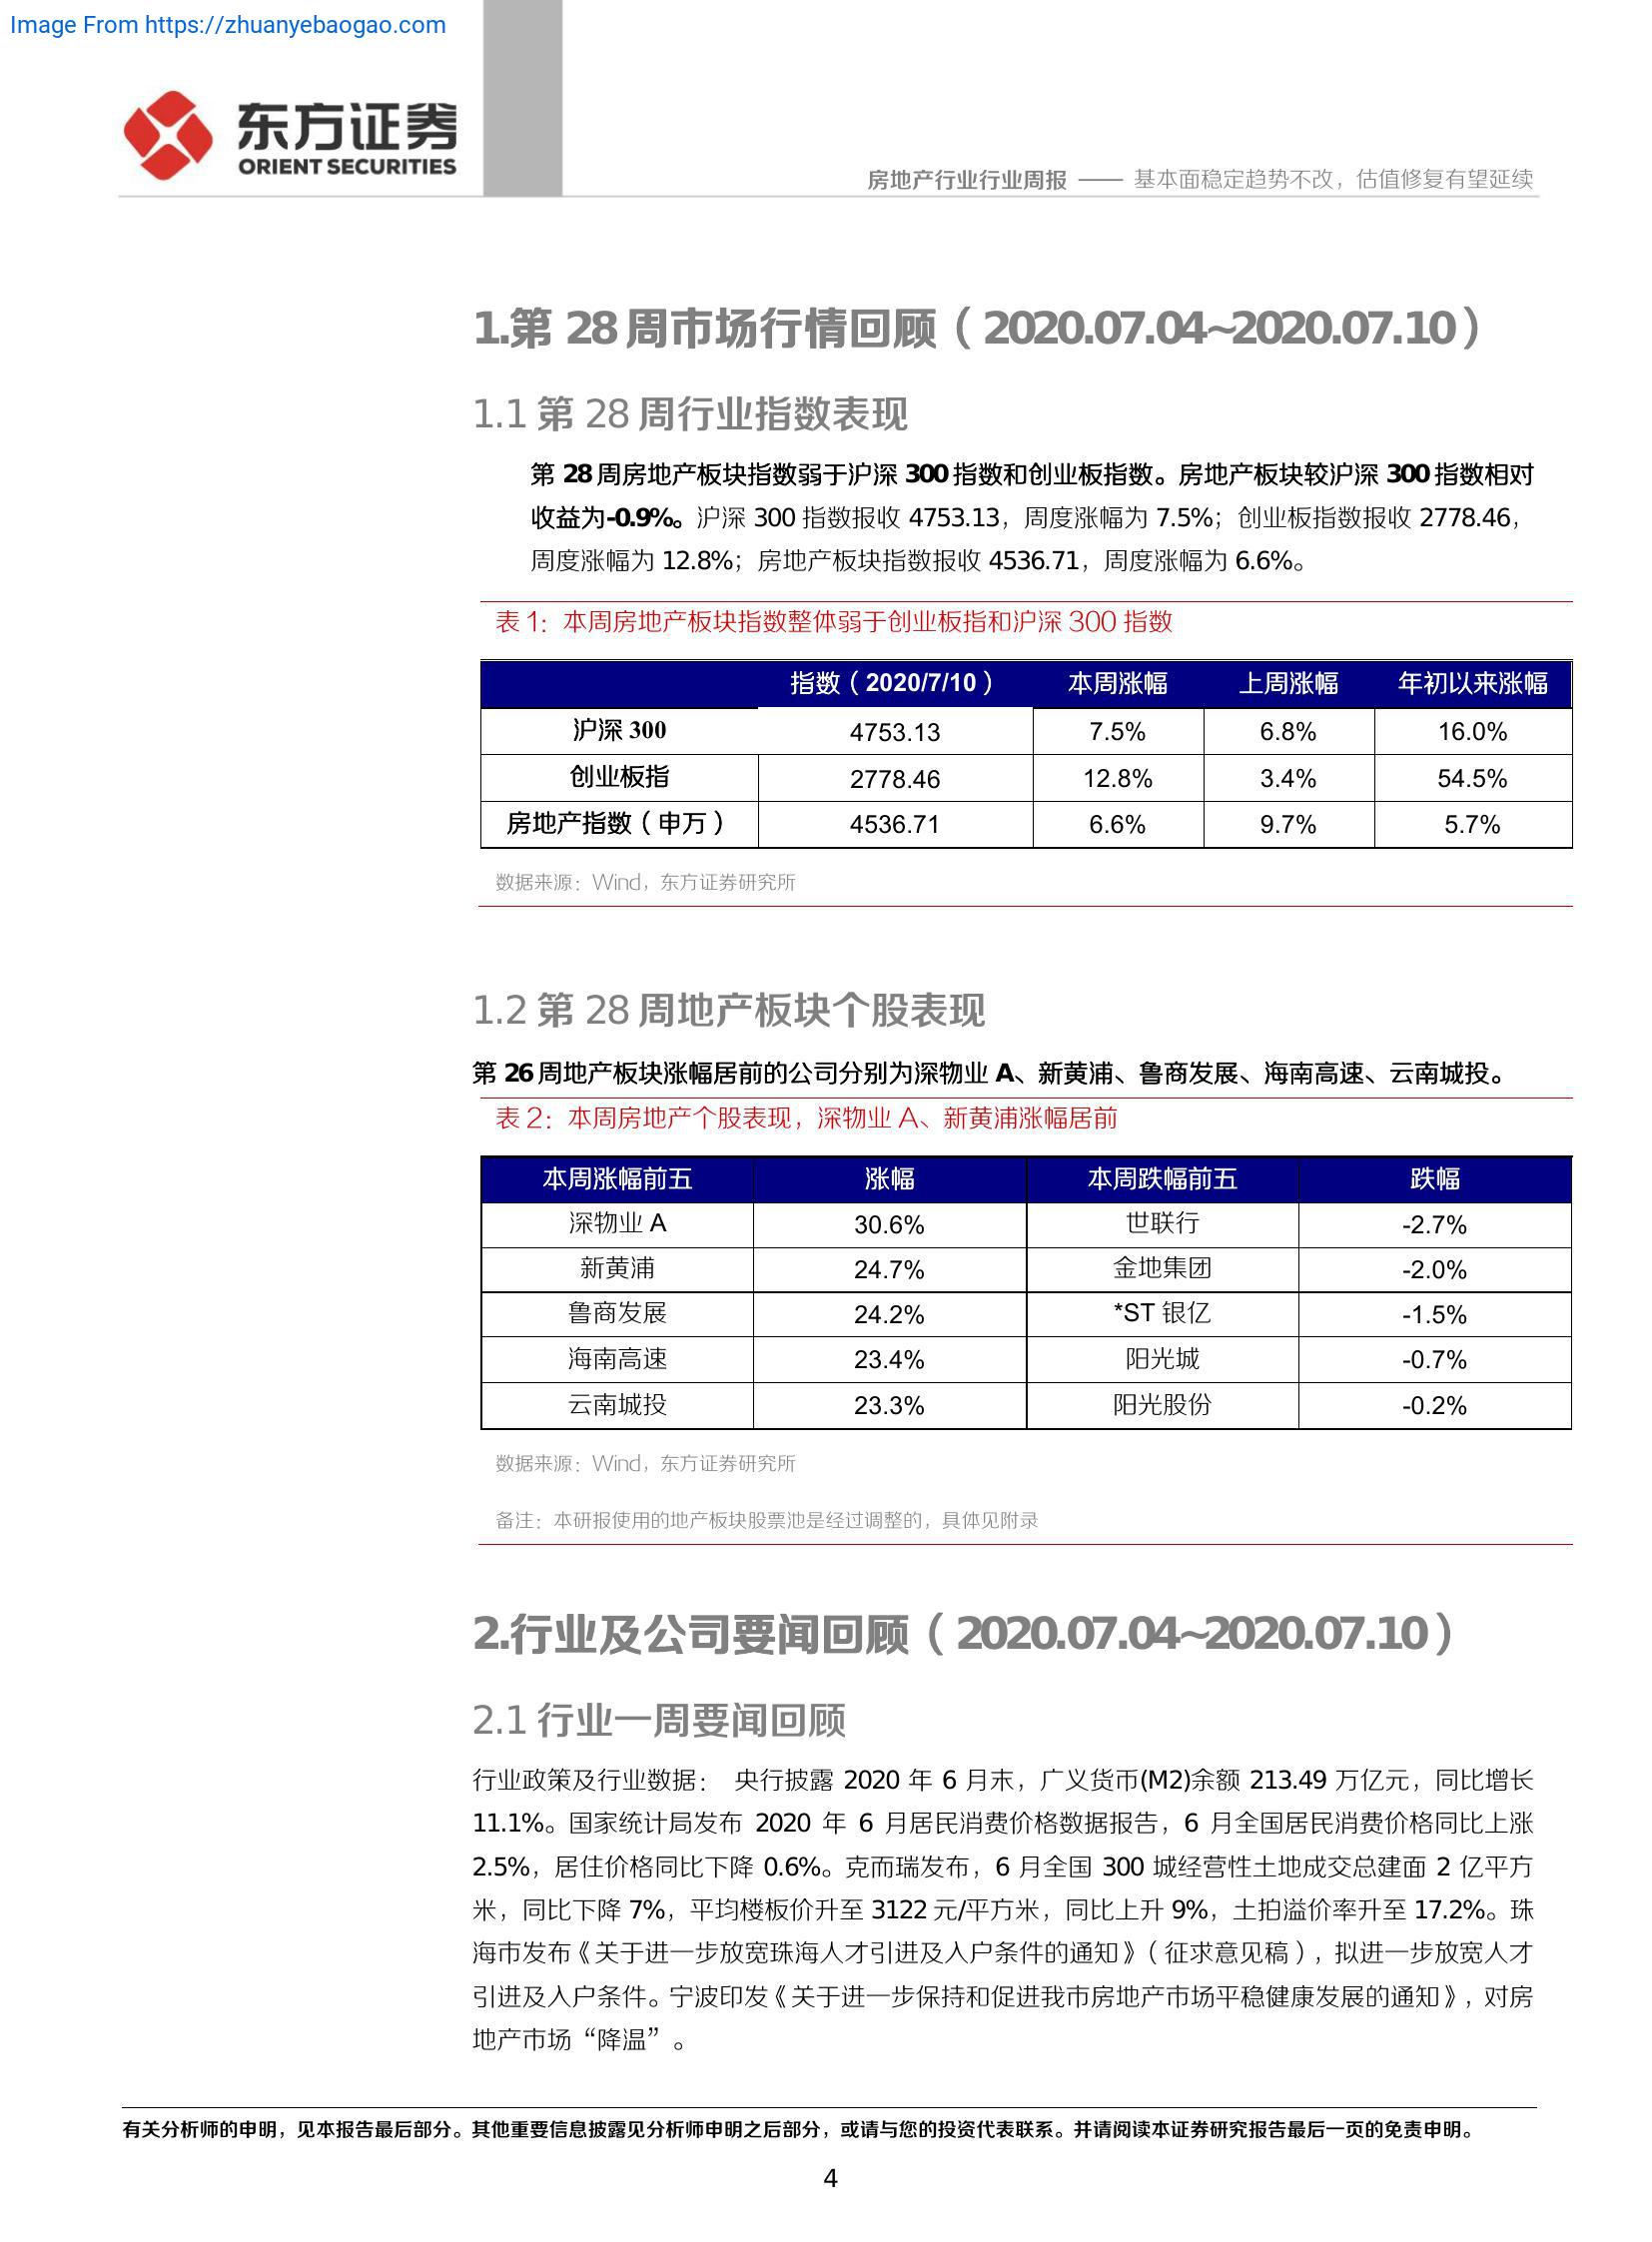 Image From https://zhuanyebaogao.com
东方证券
ORIENT SECURITIES
房地产行业行业周报 —— 基本面稳定趋势不改，估值修复有望延续
1.第 28 周市场行情回顾（2020.07.04~2020.07.10）
1.1 第 28 周行业指数表现
第 28 周房地产板块指数弱于沪深 300 指数和创业板指数。房地产板块较沪深 300 指数相对
收益为-0.9%。沪深 300 指数报收 4753.13，周度涨幅为 7.5%；创业板指数报收 2778.46，
周度涨幅为 12.8%；房地产板块指数报收 4536.71，周度涨幅为 6.6%。
表 1：本周房地产板块指数整体弱于创业板指和沪深 300 指数
指数（2020/7/10） 本周涨幅 上周涨幅 年初以来涨幅
沪深 300 4753.13 7.5% 6.8% 16.0%
创业板指 2778.46 12.8% 3.4% 54.5%
房地产指数（申万） 4536.71 6.6% 9.7% 5.7%
数据来源：Wind，东方证券研究所
1.2 第 28 周地产板块个股表现
第 26 周地产板块涨幅居前的公司分别为深物业 A、新黄浦、鲁商发展、海南高速、云南城投。
表 2：本周房地产个股表现，深物业 A、新黄浦涨幅居前
本周涨幅前五 涨幅 本周跌幅前五 跌幅
深物业 A 30.6% 世联行 -2.7%
新黄浦 24.7% 金地集团 -2.0%
鲁商发展 24.2% *ST 银亿 -1.5%
海南高速 23.4% 阳光城 -0.7%
云南城投 23.3% 阳光股份 -0.2%
数据来源：Wind，东方证券研究所
备注：本研报使用的地产板块股票池是经过调整的，具体见附录
2.行业及公司要闻回顾（2020.07.04~2020.07.10）
2.1 行业一周要闻回顾
行业政策及行业数据： 央行披露 2020 年 6 月末，广义货币(M2)余额 213.49 万亿元，同比增长
11.1%。国家统计局发布 2020 年 6 月居民消费价格数据报告，6 月全国居民消费价格同比上涨
2.5%，居住价格同比下降 0.6%。克而瑞发布，6 月全国 300 城经营性土地成交总建面 2 亿平方
米，同比下降 7%，平均楼板价升至 3122 元/平方米，同比上升 9%，土拍溢价率升至 17.2%。珠
海市发布《关于进一步放宽珠海人才引进及入户条件的通知》（征求意见稿），拟进一步放宽人才
引进及入户条件。宁波印发《关于进一步保持和促进我市房地产市场平稳健康发展的通知》，对房
地产市场“降温”。
有关分析师的申明，见本报告最后部分。其他重要信息披露见分析师申明之后部分，或请与您的投资代表联系。并请阅读本证券研究报告最后一页的免责申明。
4